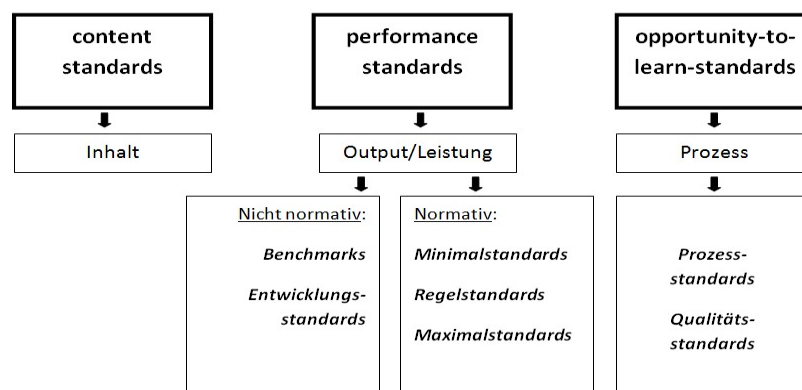 content
standards
performance
standards
opportunity-to-
learn-standards
Inhalt
Output/Leistung
Prozess
Nicht normativ:
Benchmarks
Entwicklungs-
standards
Normativ:
Minimalstandards
Regelstandards
Maximalstandards
Prozess-
standards
Qualitäts-
standards